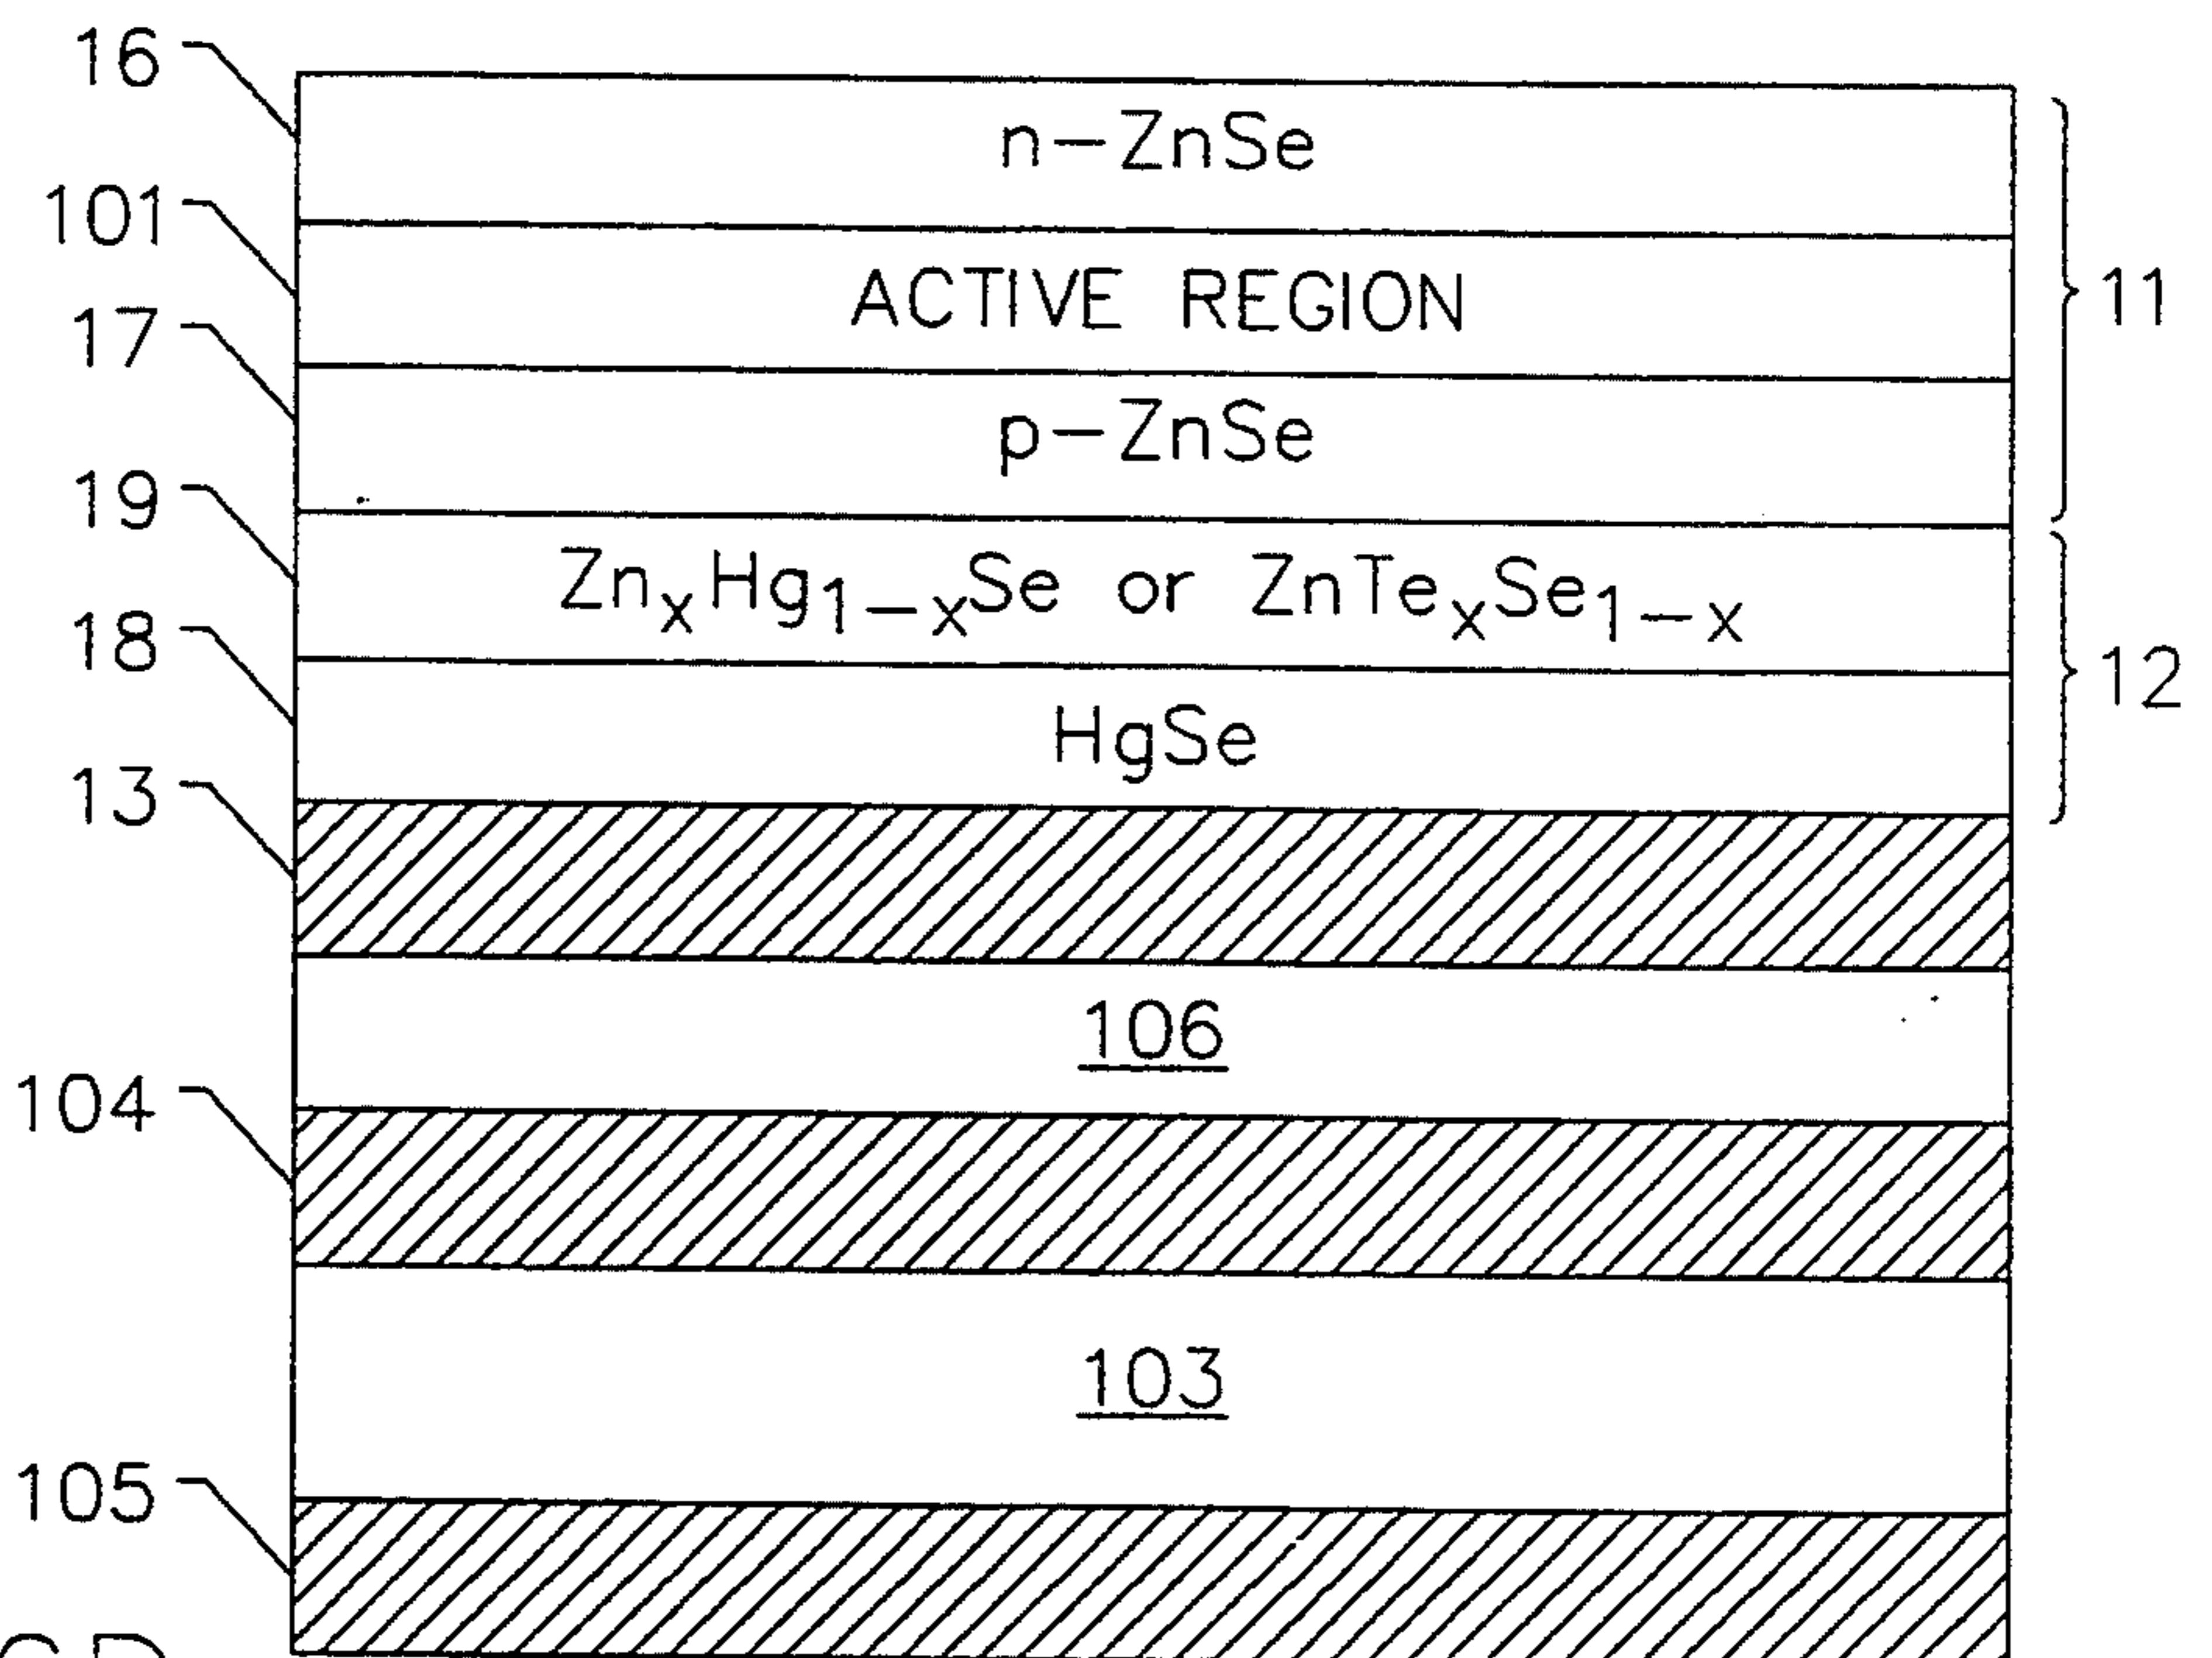 16
n-ZnSe
101
ACTIVE REGION
11
17
p-ZnSe
19
ZnₓHg₁₋ₓSe or ZnTeₓSe₁₋ₓ
18
12
HgSe
13
106
104
103
105